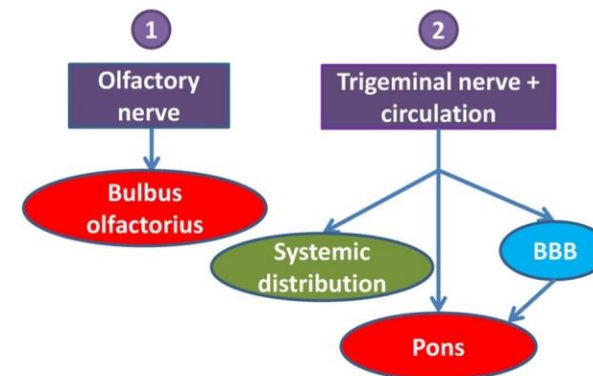 1
2
Olfactory
nerve
Trigeminal nerve +
circulation
Bulbus
olfactorius
Systemic
distribution
BBB
Pons